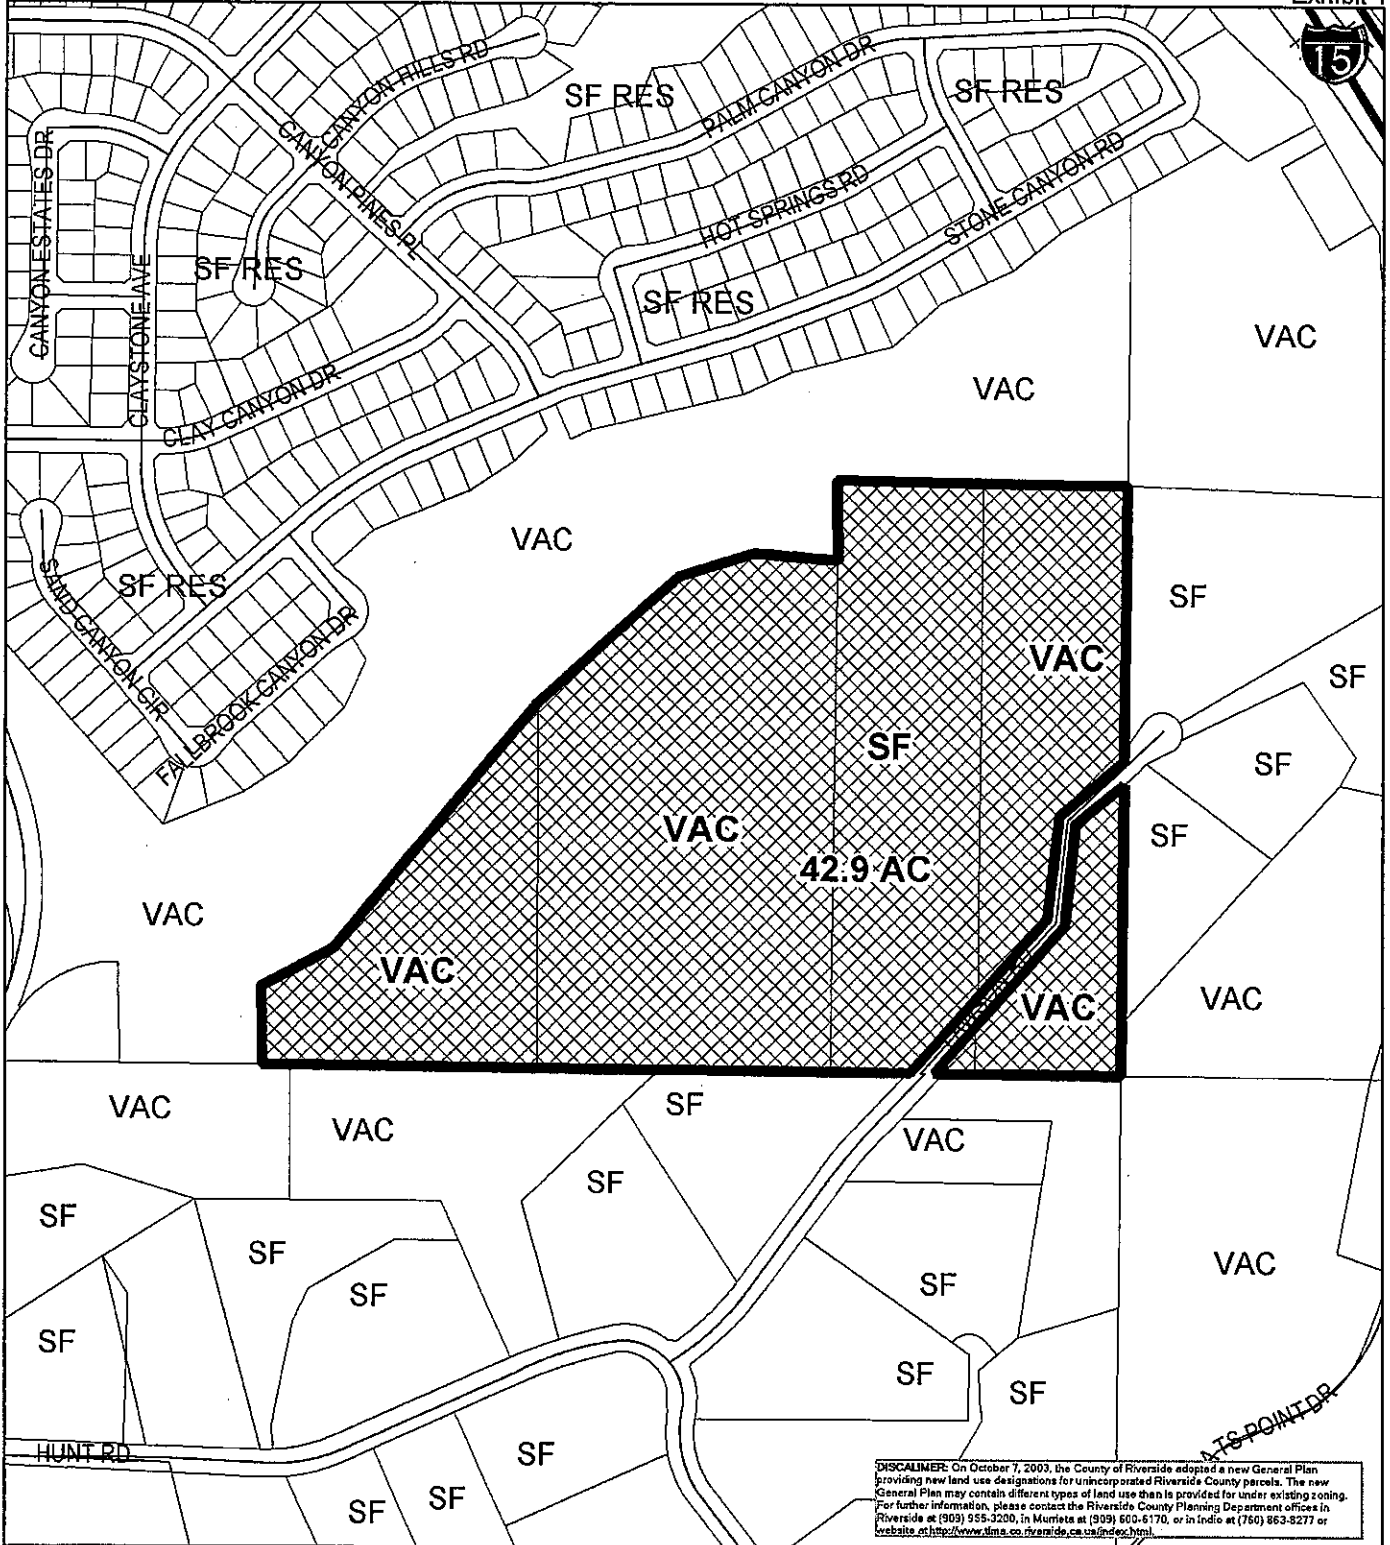 15
CANYON HILLS RD
SF RES
PALM CANYON DR
SF RES
CANYON PINES PL
CANYON ESTATES DR
HOT SPRINGS RD
STONE CANYON RD
SF RES
SF RES
CLAYSTONE AVE
VAC
CLAY CANYON DR
VAC
VAC
SF RES
SF
SAND CANYON CIR
FALLBROOK CANYON DR
VAC
SF
SF
SF
VAC
SF
42.9 AC
VAC
VAC
VAC
VAC
VAC
SF
VAC
VAC
SF
SF
SF
VAC
SF
SF
SF
SF
SF
SF
HUNT RD
SF
TS POINT DR
SF
SF
DISCALIMER: On October 7, 2003, the County of Riverside adopted a new General Plan
providing new land use designations for unincorporated Riverside County parcels. The new
General Plan may contain different types of land use than is provided for under existing zoning.
For further information, please contact the Riverside County Planning Department offices in
Riverside at (909) 955-3200, in Murrieta at (909) 600-6170, or in Indio at (760) 863-8277 or
website at http://www.tlma.co.riverside.ca.us/index.html.